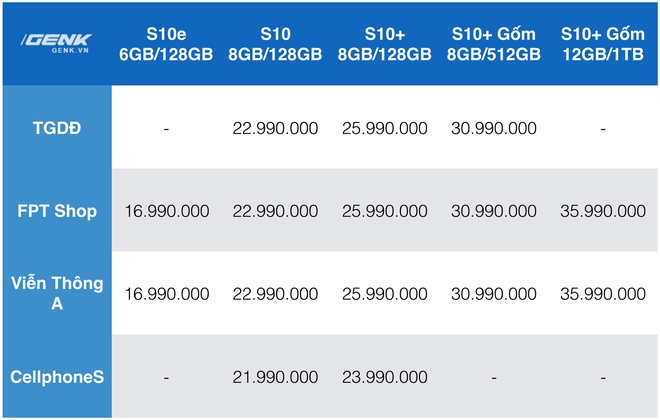 /GENK
GENK.VN
S10e
6GB/128GB
S10
8GB/128GB
S10+
8GB/128GB
S10+ Gốm
8GB/512GB
S10+ Gốm
12GB/1TB
TGDĐ
-
22.990.000
25.990.000
30.990.000
-
FPT Shop
16.990.000
22.990.000
25.990.000
30.990.000
35.990.000
Viễn Thông
A
16.990.000
22.990.000
25.990.000
30.990.000
35.990.000
CellphoneS
-
21.990.000
23.990.000
-
-